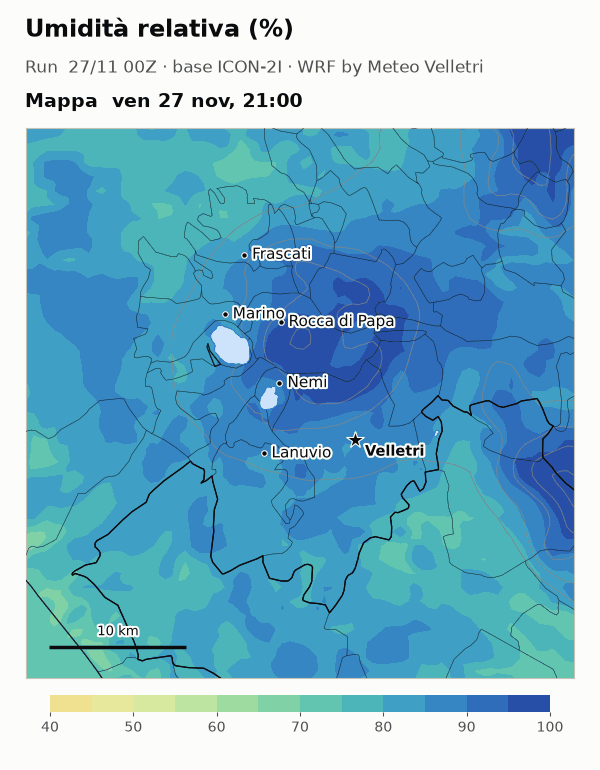 Umidità relativa (%)
Run  27/11 00Z · base ICON-2I · WRF by Meteo Velletri
Mappa  ven 27 nov, 21:00
Frascati
Marino
Rocca di Papa
Nemi
Velletri
Lanuvio
10 km
40 50 60 70 80 90 100